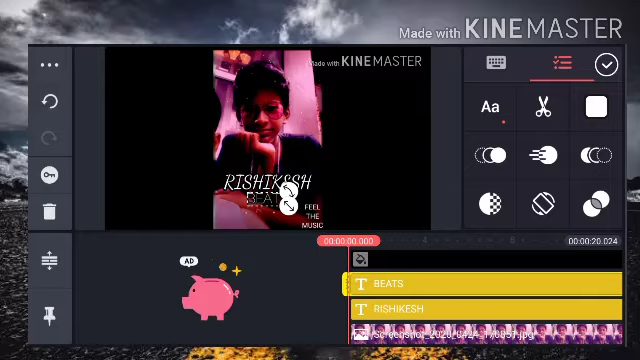 Made with KINEMASTER
Made with KINEMASTER
Aa
RISHIKESH
BEATS
FEEL
THE
MUSIC
00:00:00.000
4
00:00:20.024
AD
T BEATS
T RISHIKESH